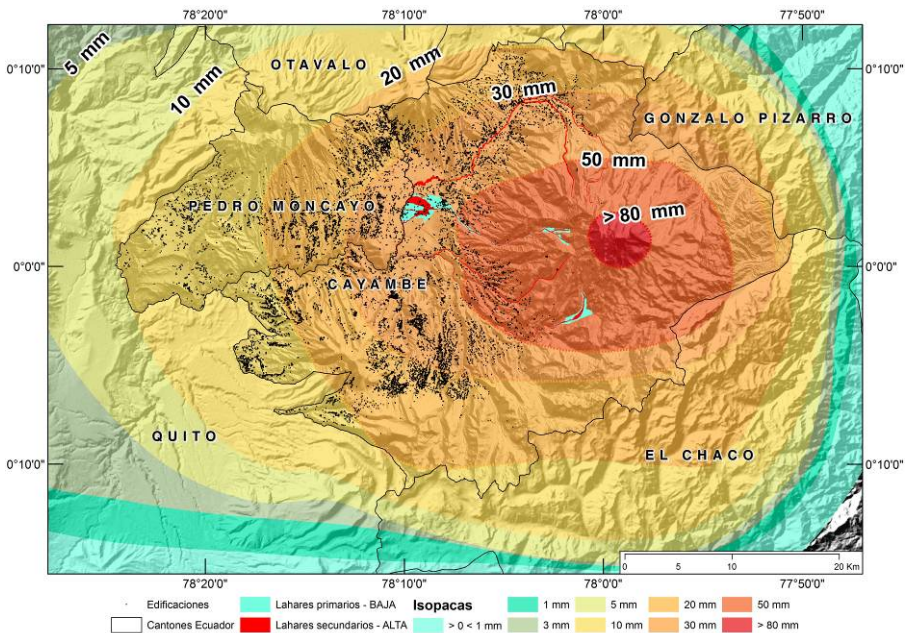 78°20'0" 78°10'0" 78°0'0" 77°50'0"
5 mm
10 mm
OTAVALO
20 mm
30 mm
GONZALO PIZARRO
50 mm
> 80 mm
PEDRO MONCAYO
CAYAMBE
QUITO
EL CHACO
0°10'0" 0°10'0"
0°0'0" 0°0'0"
0°10'0" 0°10'0"
0 5 10 20 Km
78°20'0" 78°10'0" 78°0'0" 77°50'0"
Edificaciones Lahares primarios - BAJA Isopacas 1 mm 5 mm 20 mm 50 mm
Cantones Ecuador Lahares secundarios - ALTA > 0 < 1 mm 3 mm 10 mm 30 mm > 80 mm